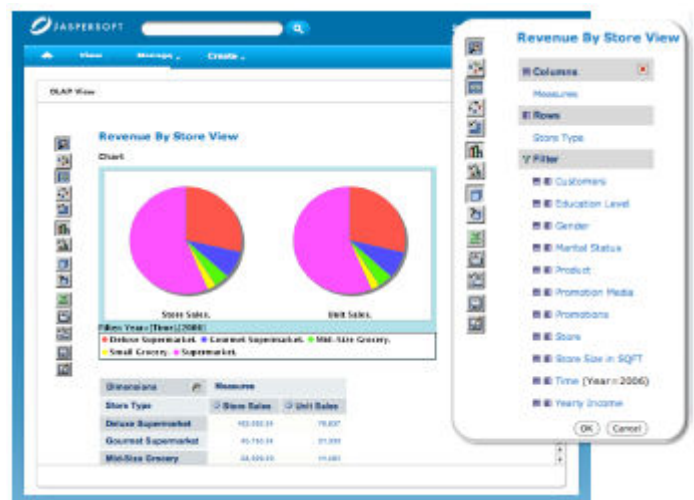 JASPERSOFT
View Manage Create
OLAP View
Revenue By Store View
Chart
Store Sales. Unit Sales.
Filter: Year=[Time].[2006]
Deluxe Supermarket. Gourmet Supermarket. Mid-Size Grocery.
Small Grocery. Supermarket.
Dimensions Measures
Store Type Store Sales Unit Sales
Deluxe Supermarket
Gourmet Supermarket
Mid-Size Grocery
Revenue By Store View
Columns
Measures
Rows
Store Type
Filter
Customers
Education Level
Gender
Marital Status
Product
Promotion Media
Promotions
Store
Store Size in SQFT
Time (Year=2006)
Yearly Income
OK Cancel